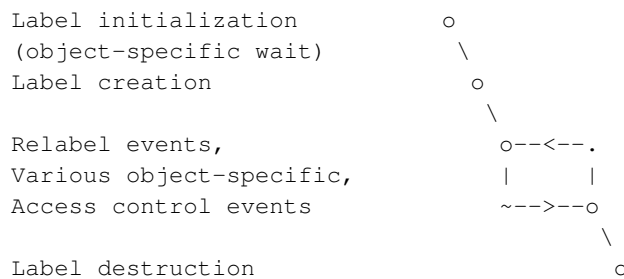 Label initialization          o
(object-specific wait)         \
Label creation                  o
                                 \
Relabel events,                   o--<--.
Various object-specific,          |     |
Access control events             ~-->--o
                                         \
Label destruction                         o